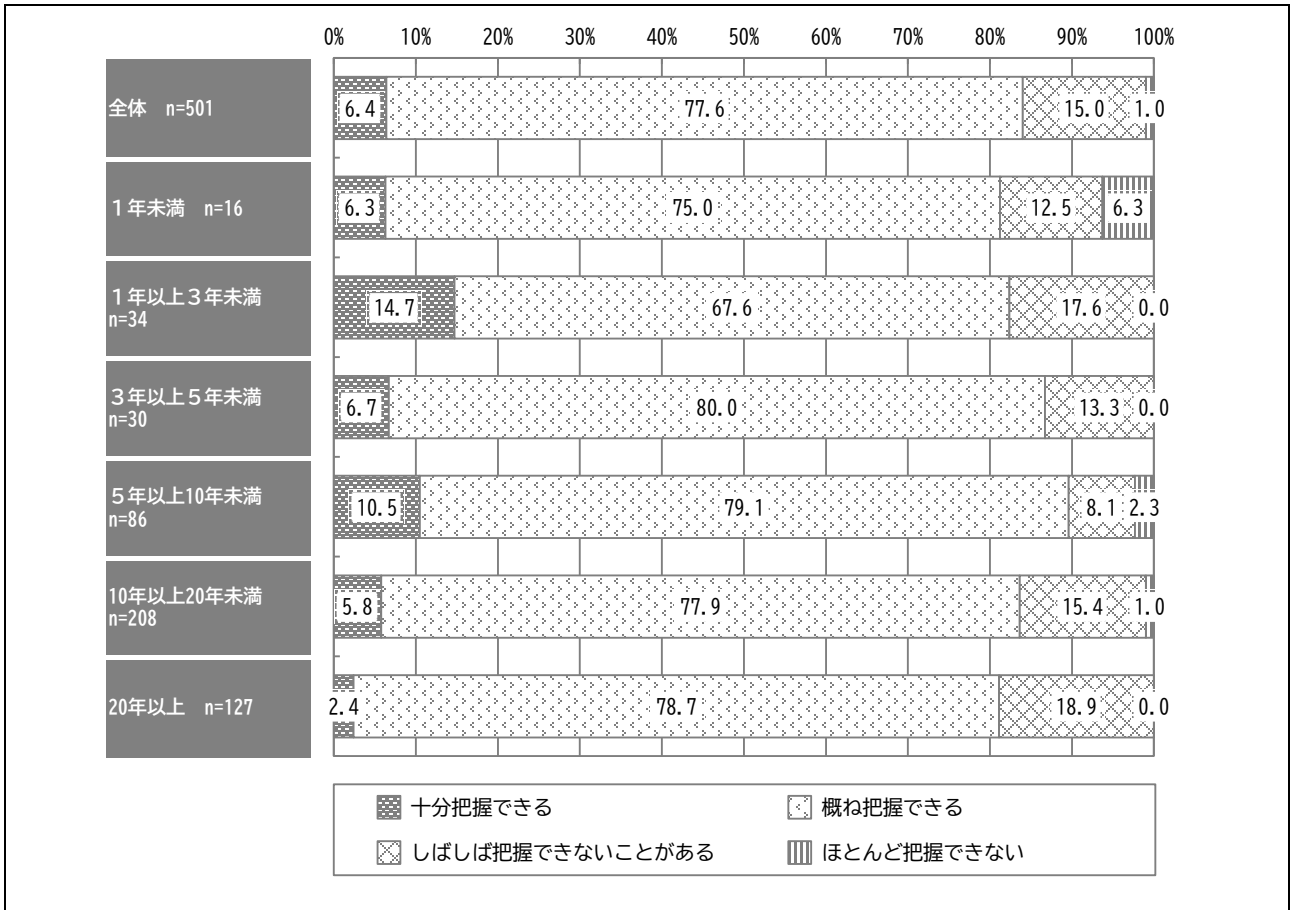 0% 10% 20% 30% 40% 50% 60% 70% 80% 90% 100%
全体　n=501 6.4 77.6 15.0 1.0
１年未満　n=16 6.3 75.0 12.5 6.3
１年以上３年未満
n=34
14.7 67.6 17.6 0.0
３年以上５年未満
n=30
6.7 80.0 13.3 0.0
５年以上10年未満
n=86
10.5 79.1 8.1 2.3
10年以上20年未満
n=208
5.8 77.9 15.4 1.0
20年以上　n=127 2.4 78.7 18.9 0.0
十分把握できる 概ね把握できる
しばしば把握できないことがある ほとんど把握できない